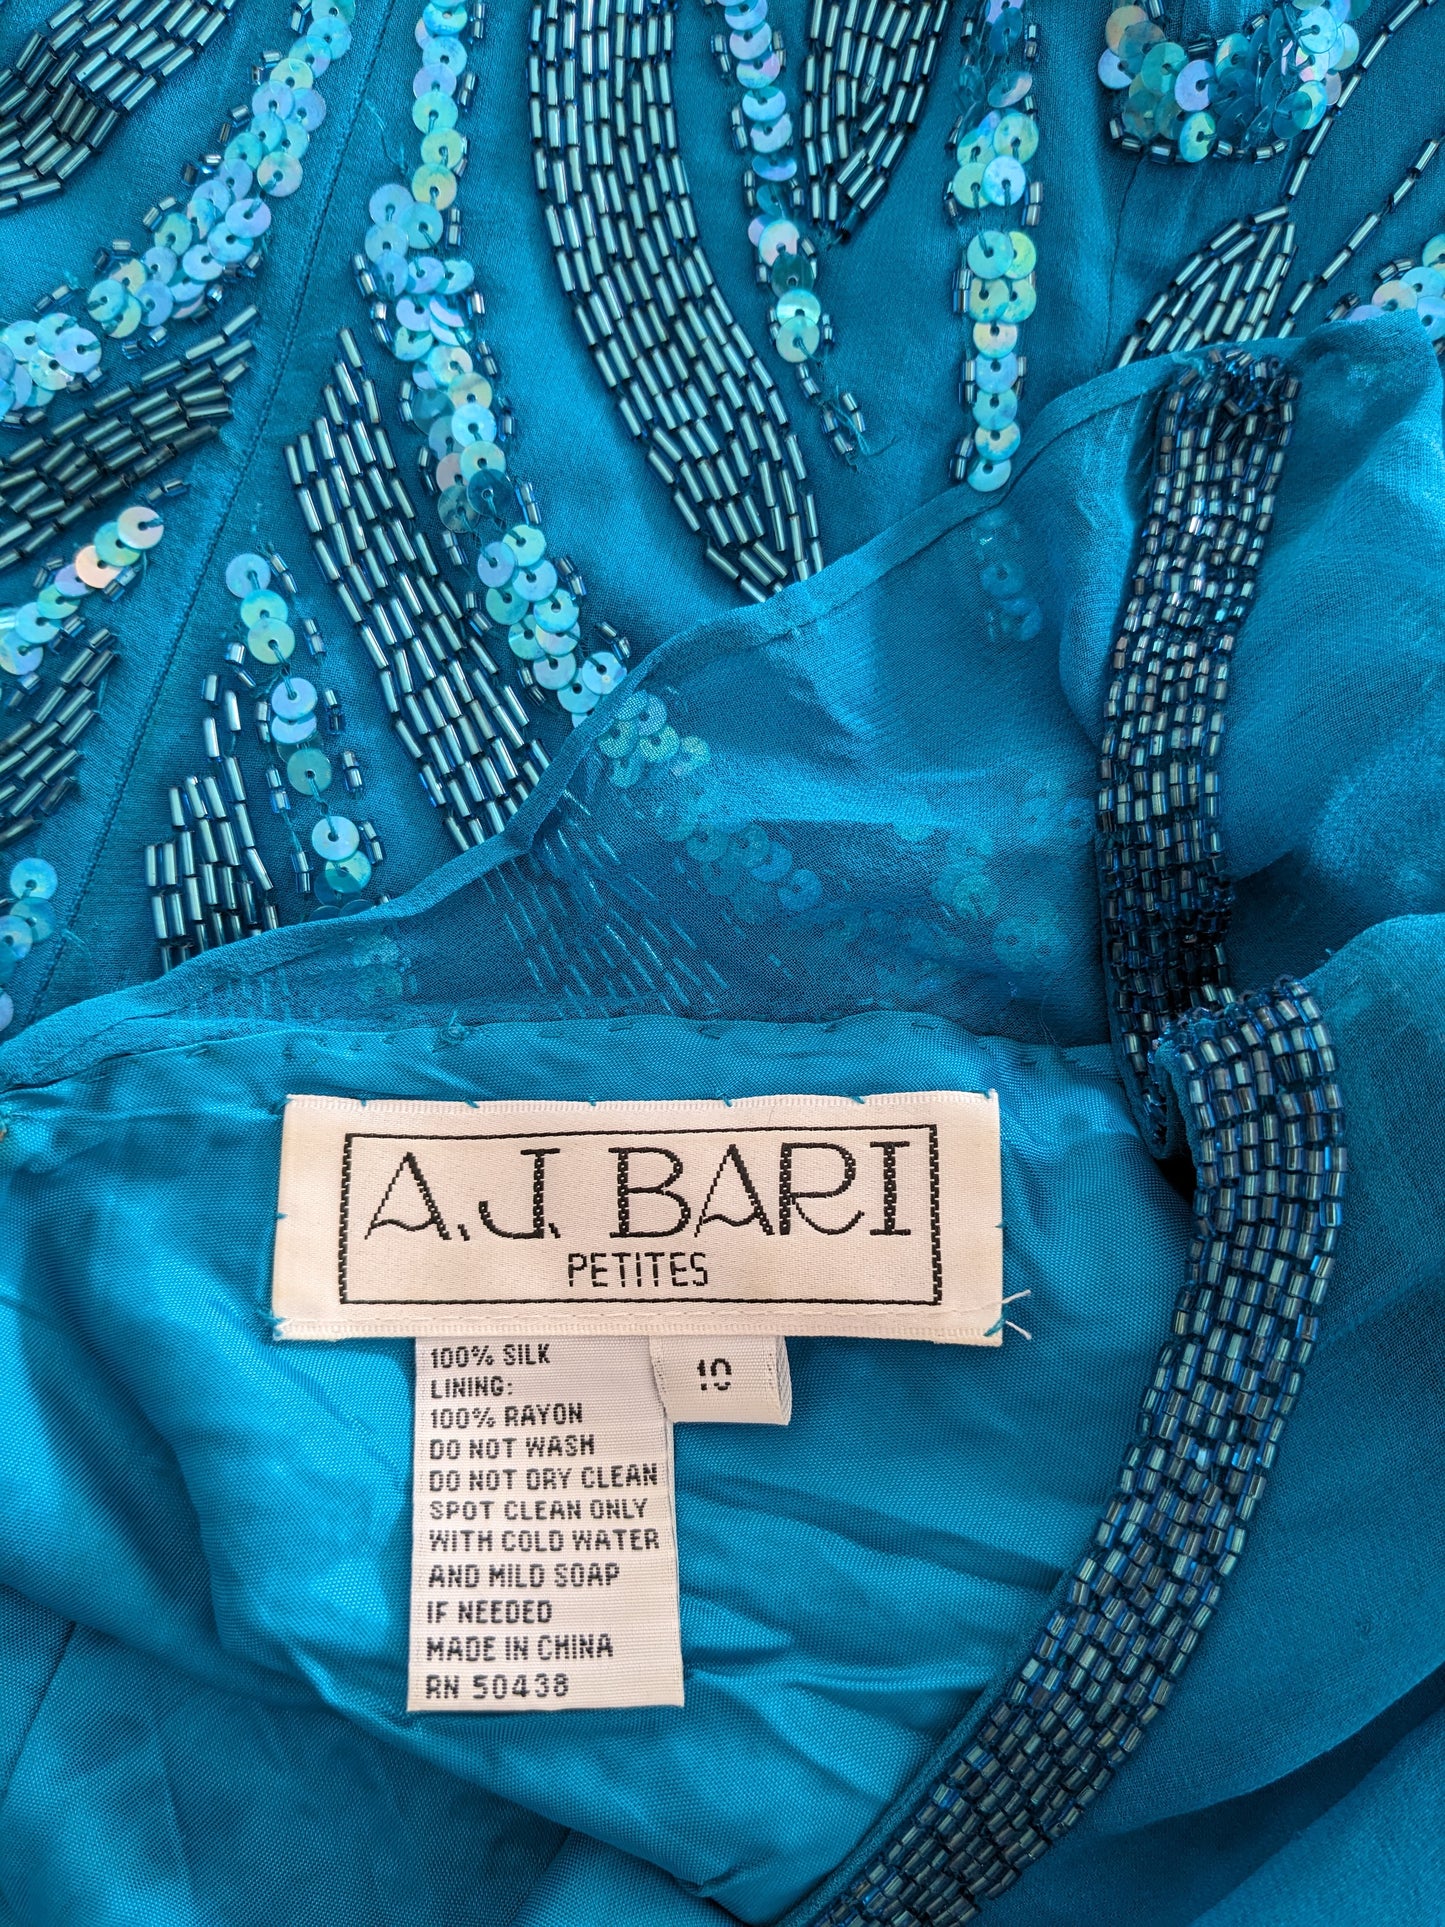 A.J. BARI
PETITES
10
100% SILK
LINING:
100% RAYON
DO NOT WASH
DO NOT DRY CLEAN
SPOT CLEAN ONLY
WITH COLD WATER
AND MILD SOAP
IF NEEDED
MADE IN CHINA
RN 50438